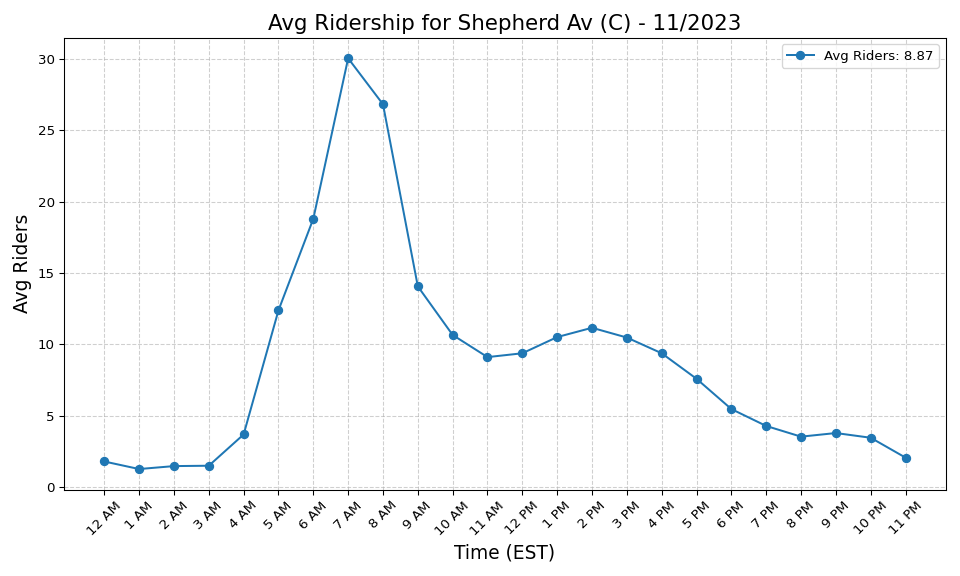 Avg Ridership for Shepherd Av (C) - 11/2023
Avg Riders: 8.87
Avg Riders
30
25
20
15
10
5
0
12 AM
1 AM
2 AM
3 AM
4 AM
5 AM
6 AM
7 AM
8 AM
9 AM
10 AM
11 AM
12 PM
1 PM
2 PM
3 PM
4 PM
5 PM
6 PM
7 PM
8 PM
9 PM
10 PM
11 PM
Time (EST)